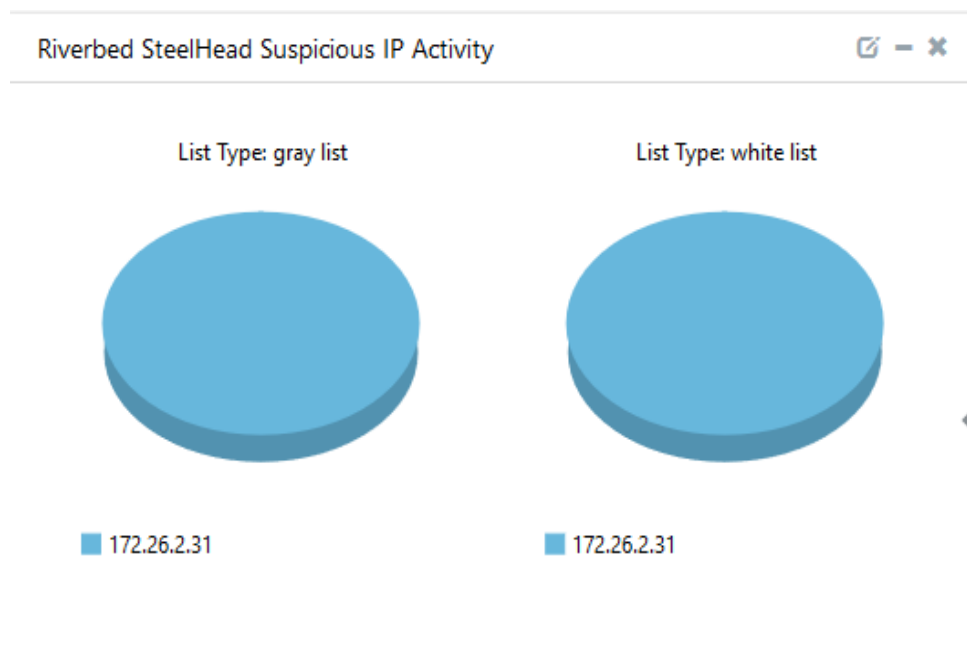 Riverbed SteelHead Suspicious IP Activity
List Type: gray list
List Type: white list
172.26.2.31
172.26.2.31